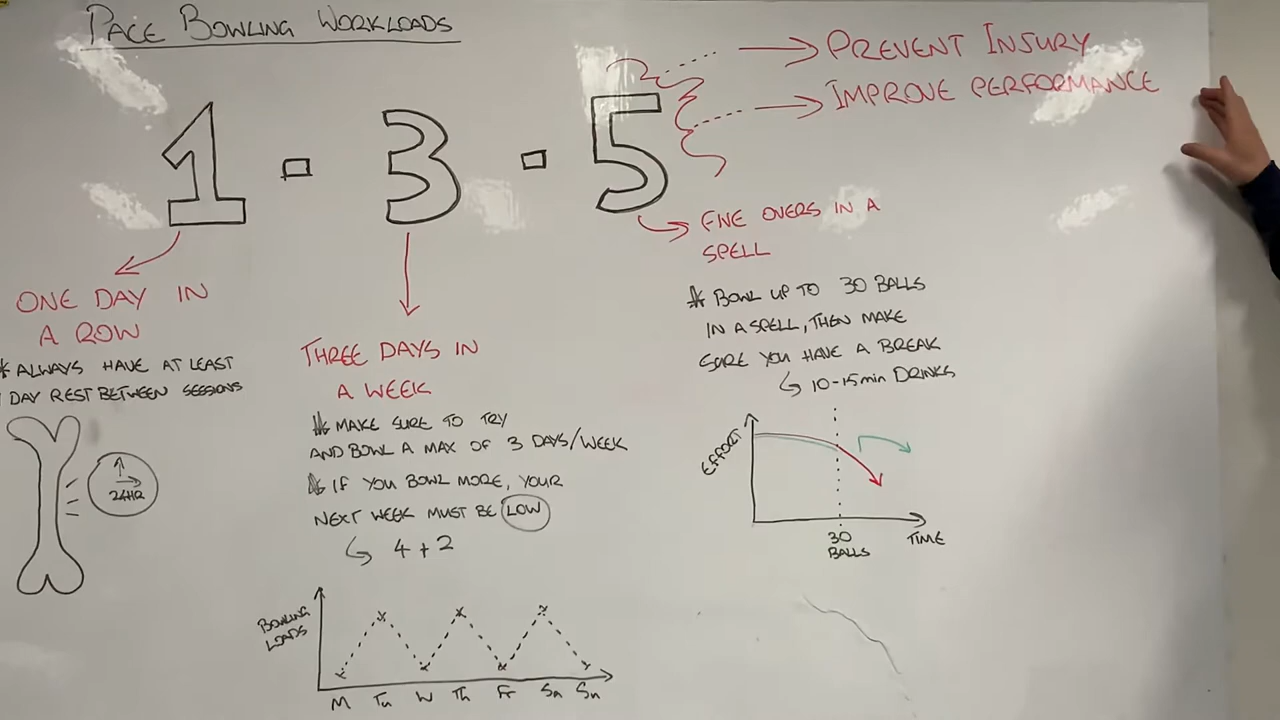 PACE BOWLING WORKLOADS
1 - 3 - 5
PREVENT INJURY
IMPROVE PERFORMANCE
ONE DAY IN
A ROW
* ALWAYS HAVE AT LEAST
1 DAY REST BETWEEN SESSIONS
24HR
THREE DAYS IN
A WEEK
* MAKE SURE TO TRY
AND BOWL A MAX OF 3 DAYS/WEEK
* IF YOU BOWL MORE, YOUR
NEXT WEEK MUST BE LOW
4 + 2
BOWLING
LOADS
M Tu W Th Fr Sa Su
FIVE OVERS IN A
SPELL
* BOWL UP TO 30 BALLS
IN A SPELL, THEN MAKE
SURE YOU HAVE A BREAK
10-15min DRINKS
EFFORT
30
BALLS
TIME